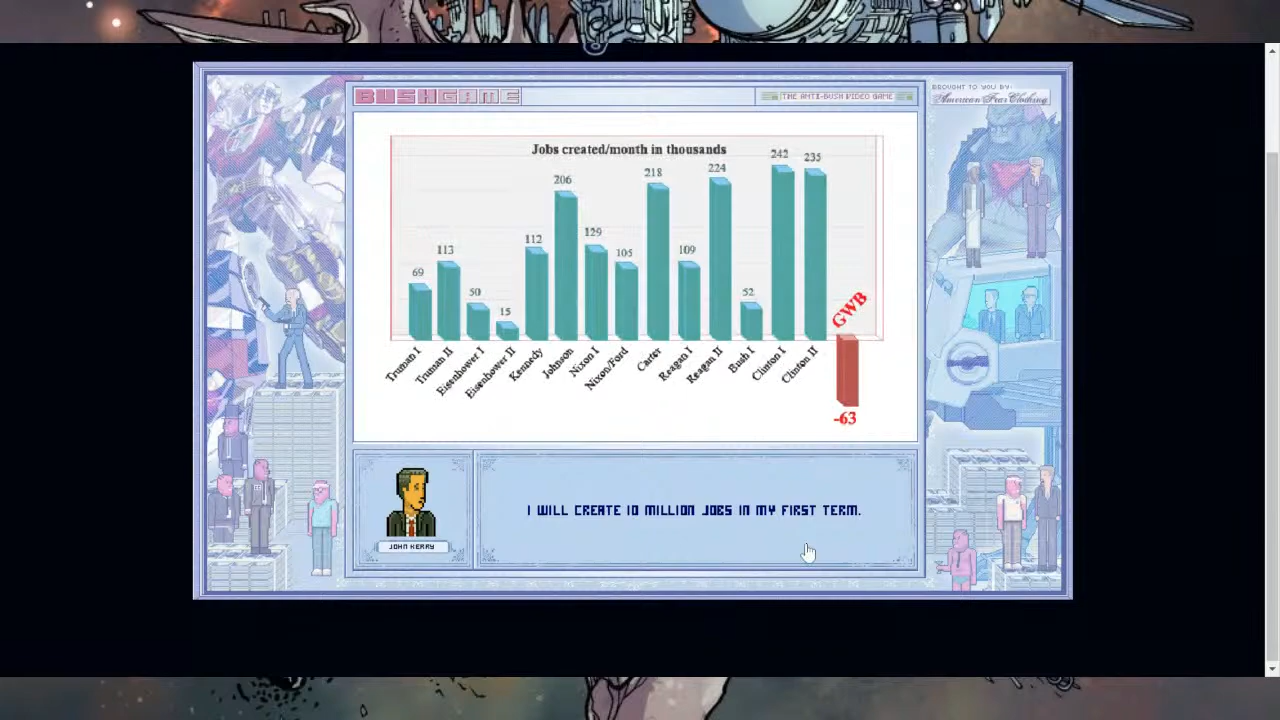 BUSHGAME
THE ANTI-BUSH VIDEO GAME
BROUGHT TO YOU BY:
American Fear Clothing
Jobs created/month in thousands
69
113
50
15
112
206
129
105
218
109
224
52
242
235
GWB
-63
Truman I
Truman II
Eisenhower I
Eisenhower II
Kennedy
Johnson
Nixon I
Nixon/Ford
Carter
Reagan I
Reagan II
Bush I
Clinton I
Clinton II
I WILL CREATE 10 MILLION JOBS IN MY FIRST TERM.
JOHN KERRY